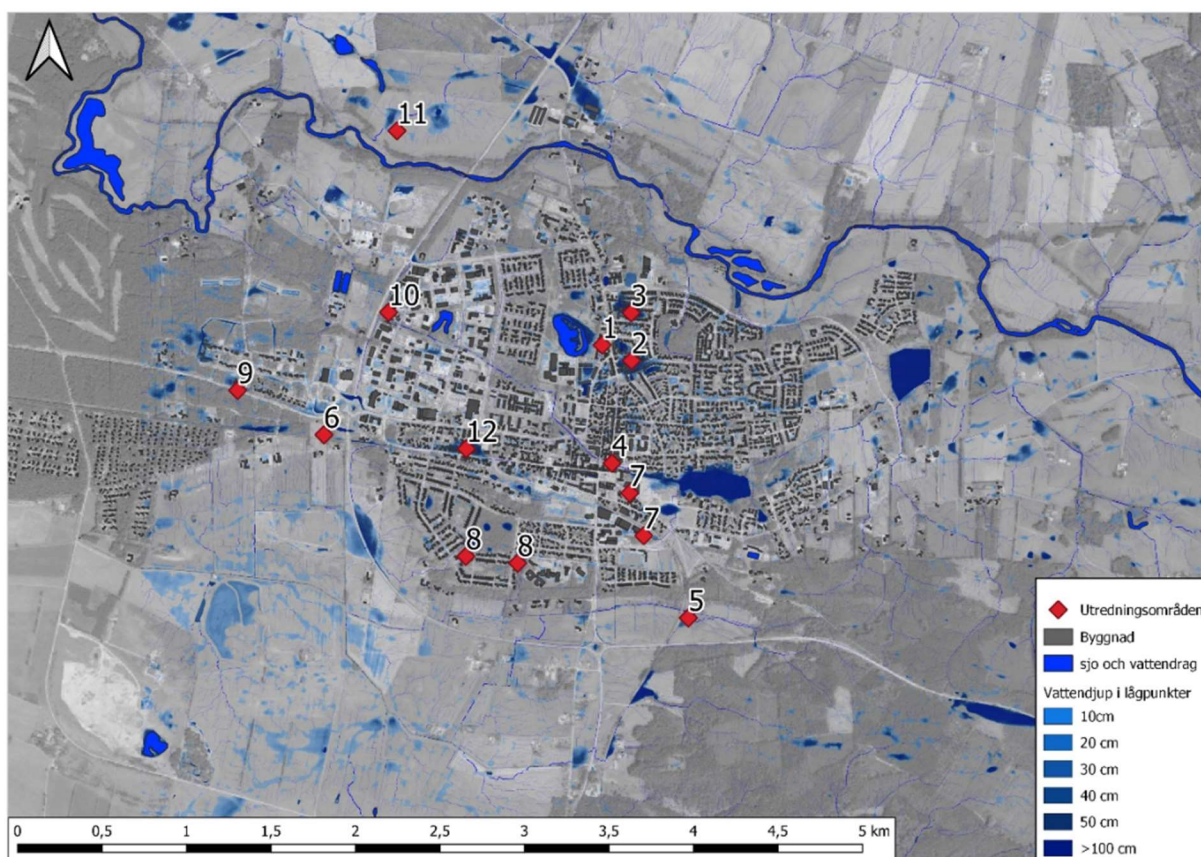 11
10
3
1
2
9
6
12
4
7
7
8
8
5
Utredningsområden
Byggnad
sjo och vattendrag
Vattendjup i lågpunkter
10cm
20 cm
30 cm
40 cm
50 cm
>100 cm
0 0,5 1 1,5 2 2,5 3 3,5 4 4,5 5 km